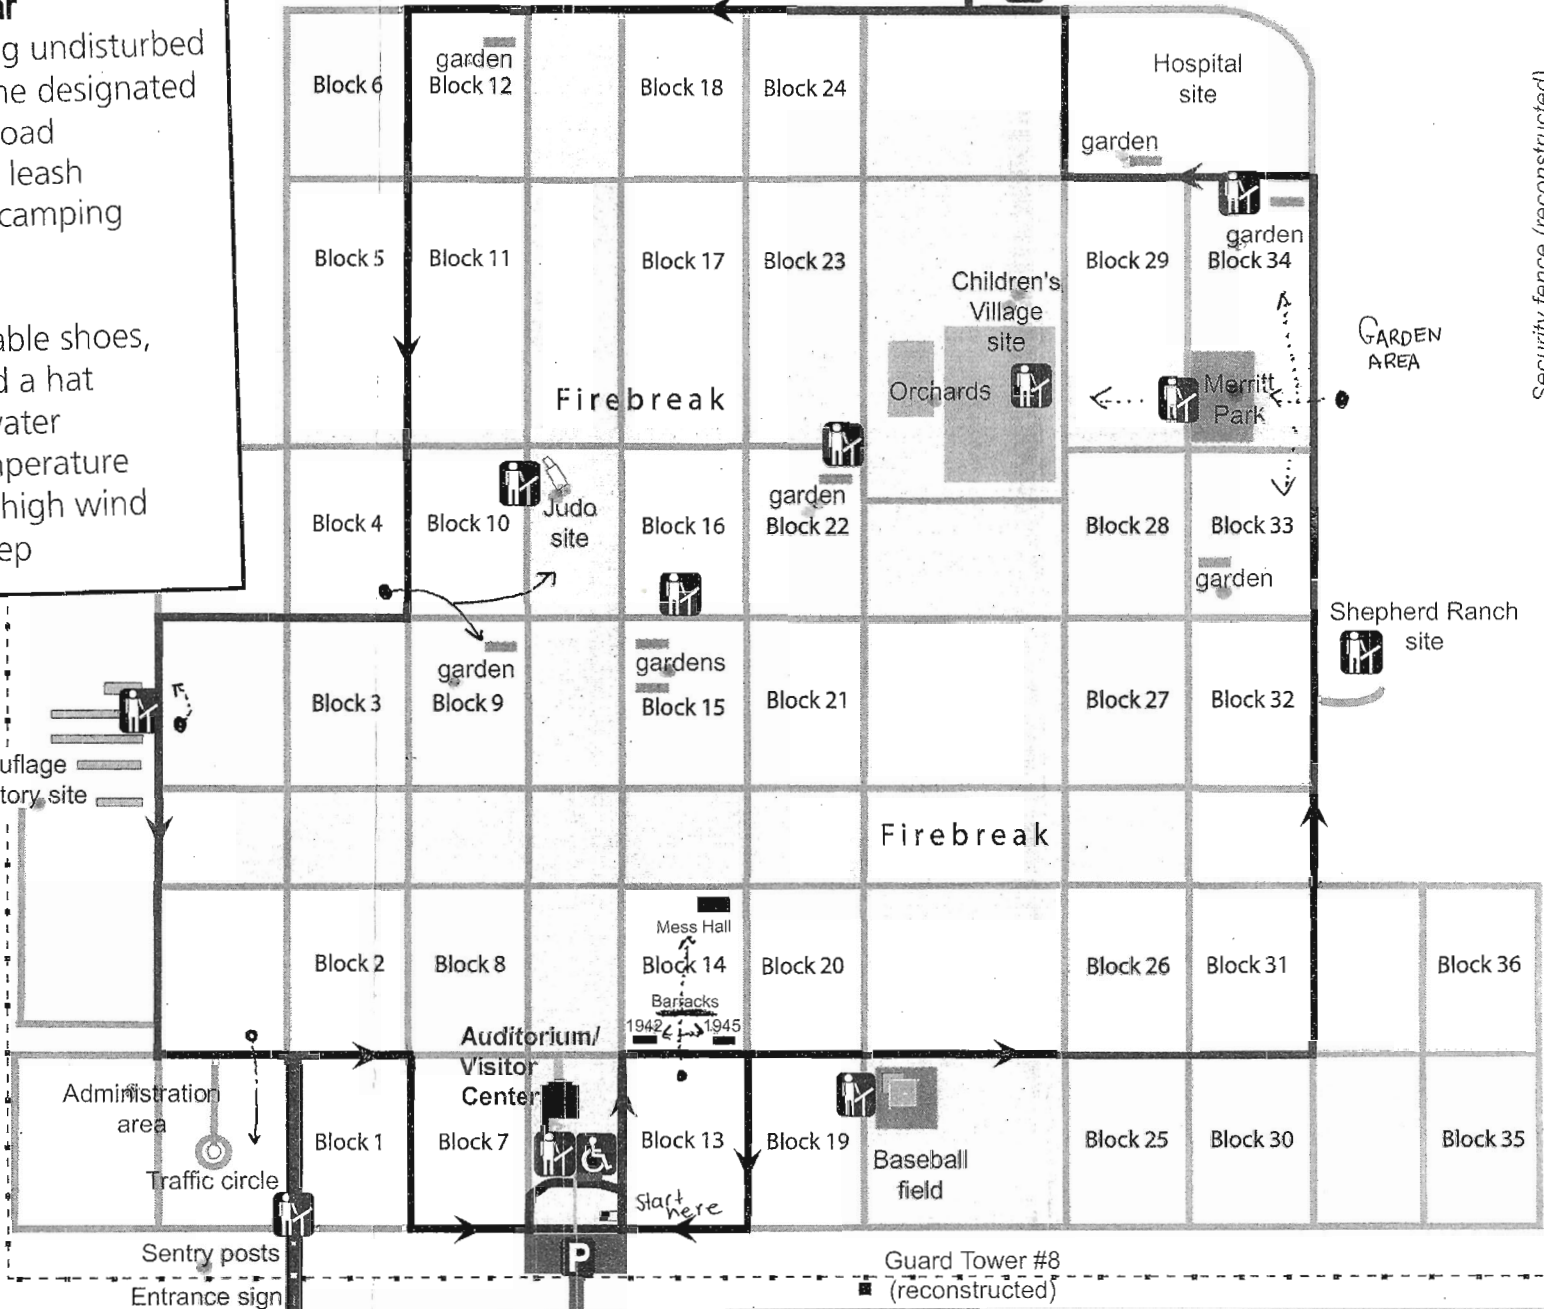 ar
ng undisturbed
he designated
oad
leash
camping
able shoes,
d a hat
vater
nperature
high wind
ep
garden
Block 6
Block 12
Block 18
Block 24
Hospital
site
garden
Security fence (reconstructed)
garden
Block 5
Block 11
Block 17
Block 23
Block 29
Block 34
Children's
Village
site
GARDEN
AREA
Firebreak
Orchards
Merritt
Park
garden
Judo
site
Block 4
Block 10
Block 16
Block 22
Block 28
Block 33
garden
Shepherd Ranch
site
garden
gardens
Block 3
Block 9
Block 15
Block 21
Block 27
Block 32
uflage
tory site
Firebreak
Mess Hall
Block 2
Block 8
Block 14
Block 20
Block 26
Block 31
Block 36
Barracks
1942
1945
Auditorium/
Visitor
Center
Administration
area
Block 1
Block 7
Block 13
Block 19
Block 25
Block 30
Block 35
Baseball
field
Traffic circle
Start
here
Sentry posts
P
Guard Tower #8
(reconstructed)
Entrance sign